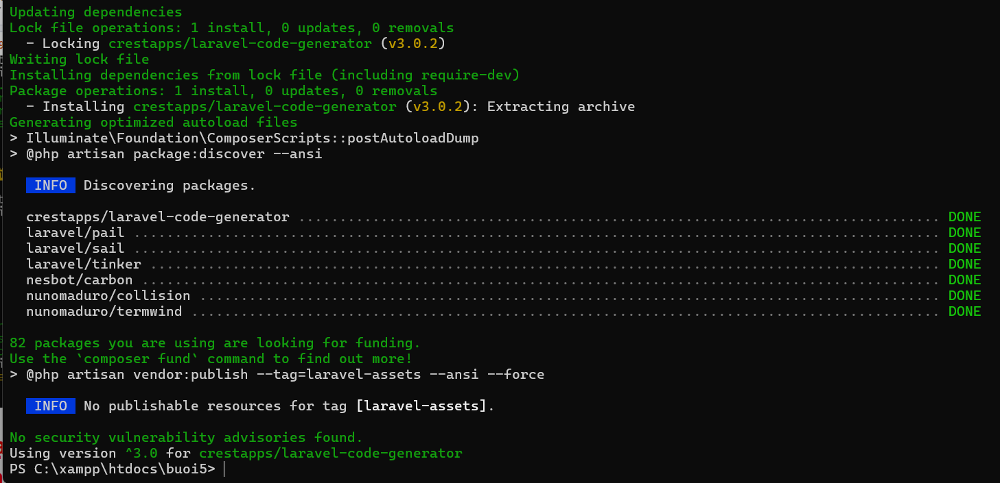 Updating dependencies
Lock file operations: 1 install, 0 updates, 0 removals
  - Locking crestapps/laravel-code-generator (v3.0.2)
Writing lock file
Installing dependencies from lock file (including require-dev)
Package operations: 1 install, 0 updates, 0 removals
  - Installing crestapps/laravel-code-generator (v3.0.2): Extracting archive
Generating optimized autoload files
> Illuminate\Foundation\ComposerScripts::postAutoloadDump
> @php artisan package:discover --ansi
INFO Discovering packages.
crestapps/laravel-code-generator .............................................................................. DONE
laravel/pail .................................................................................................. DONE
laravel/sail .................................................................................................. DONE
laravel/tinker ................................................................................................ DONE
nesbot/carbon ................................................................................................. DONE
nunomaduro/collision .......................................................................................... DONE
nunomaduro/termwind ........................................................................................... DONE
82 packages you are using are looking for funding.
Use the `composer fund` command to find out more!
> @php artisan vendor:publish --tag=laravel-assets --ansi --force
INFO No publishable resources for tag [laravel-assets].
No security vulnerability advisories found.
Using version ^3.0 for crestapps/laravel-code-generator
PS C:\xampp\htdocs\buoi5>